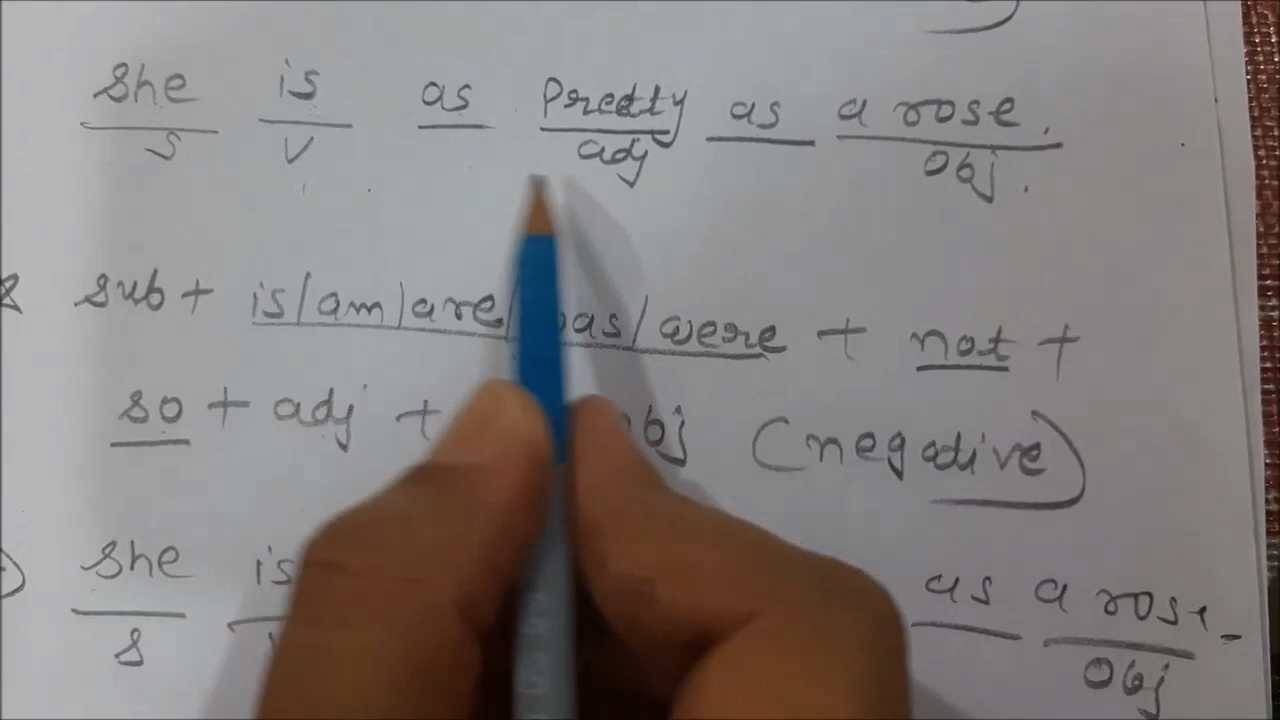 She is as pretty as a rose.
S V adj obj.
sub + is/am/are/was/were + not +
so + adj + obj (negative)
She is as a rose.
S obj